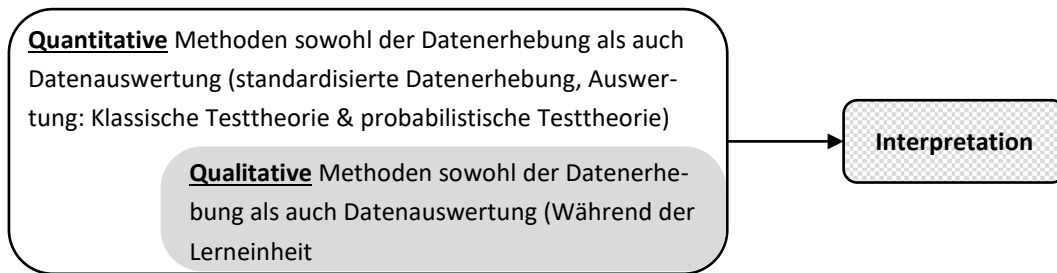 Quantitative Methoden sowohl der Datenerhebung als auch
Datenauswertung (standardisierte Datenerhebung, Auswer-
tung: Klassische Testtheorie & probabilistische Testtheorie)
Qualitative Methoden sowohl der Datenerhe-
bung als auch Datenauswertung (Während der
Lerneinheit
Interpretation